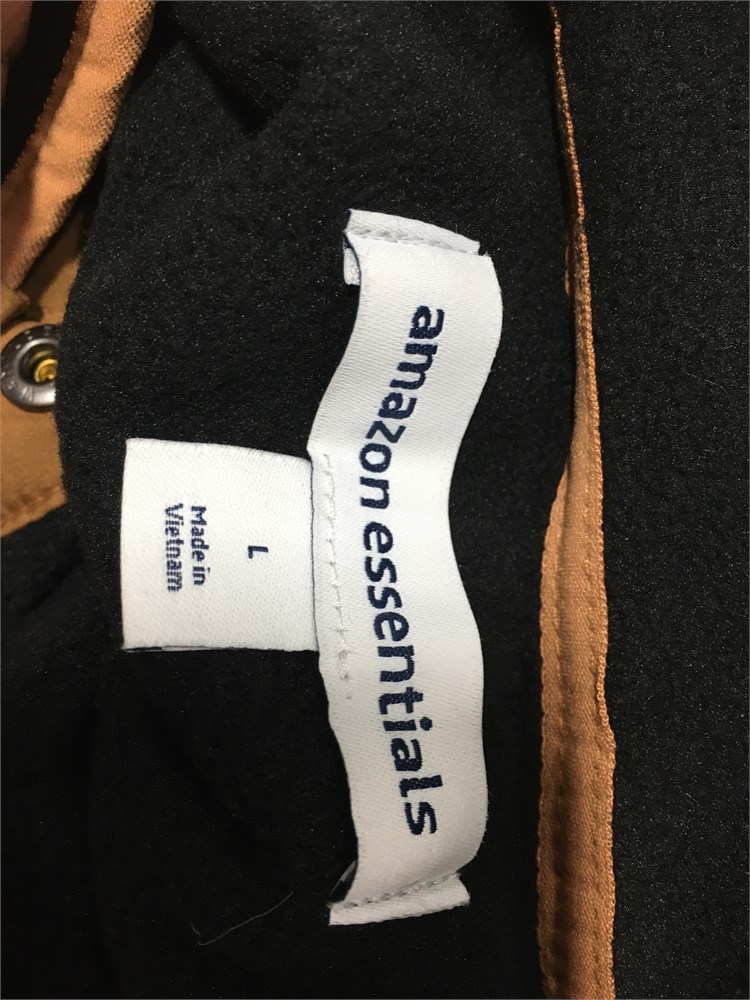 amazon essentials
L
Made in
Vietnam